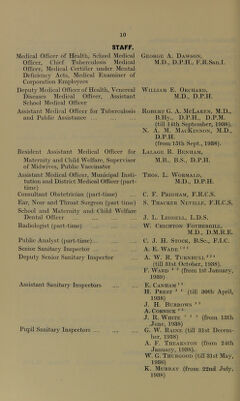 10
STAFF.
Medical Officer of Health, School Medical Officer, Chief Tuberculosis Medical Officer, Medical Certifier under Mental Deficiency Acts, Medical Examiner of Corporation Employees
GEORGE A. DAWSON, M.D., D.P.H., F.R.San.I.
Deputy Medical Officer of Health, Venereal Diseases Medical Officer, Assistant School Medical Officer
WILLIAM E. ORCHARD, M.D., D.P.H.
Assistant Medical Officer for Tuberculosis and Public Assistance ...
ROBERT G. A. MCLAREN, M.D., B.Hy., D.P.H., D.P.M. (till 14th September, 1938).
N. A. M. MACKENNON, M.D., D.P.H. (from 15th Sept., 1938).
Resident Assistant Medical Officer for Maternity and Child Welfare, Supervisor of Midwives, Public Vaccinator
LALAGE R. BENHAM, M.B., B.S., D.P.H.
Assistant Medical Officer, Municipal Institution and District Medical Officer (part-time)
THOS. L. WORMALD, M.D., D.P.H.
Consultant Obstetrician (part-time) ...
C. F. PRIDHAM, F.R.C.S.
Ear, Nose and Throat Surgeon (part time)
S. THACKER NEVILLE, F.R.C.S.
School and Maternity and Child Welfare Dental Officer
J. L. LIDDELL, L.D.S.
Radiologist (part-time)
W. CRICHTON FOTHERGILL, M.D., D.M.R.E.
Public Analyst (part-time)
C. J. H. STOCK, B.Sc., F.I.C.
Senior Sanitary Inspector
A. E. WADE
Deputy Senior Sanitary Inspector
A. W. R. TURNBULL (till 31st October, 1938).
F. WARD (from 1st January, 1939)
Assistant Sanitary Inspectors
E. CANHAM
H. PREST (till 30th April, 1938)
J. H. BURROWS
A. CORNICK
J. R. WHITE (from 13th June, 1938)
Pupil Sanitary Inspectors
G. W. RAINE (till 31st December, 1938)
A. F. THORNTON (from 24th January, 1938).
W. G. THURGOOD (till 31st May, 1938)
K. MURRAY (from 22nd July, 1938)